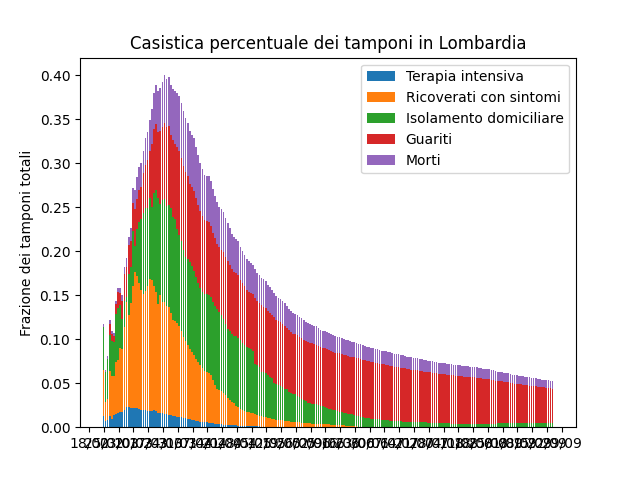 Casistica percentuale dei tamponi in Lombardia
Terapia intensiva
Ricoverati con sintomi
Isolamento domiciliare
Guariti
Morti
Frazione dei tamponi totali
0.40
0.35
0.30
0.25
0.20
0.15
0.10
0.05
0.00